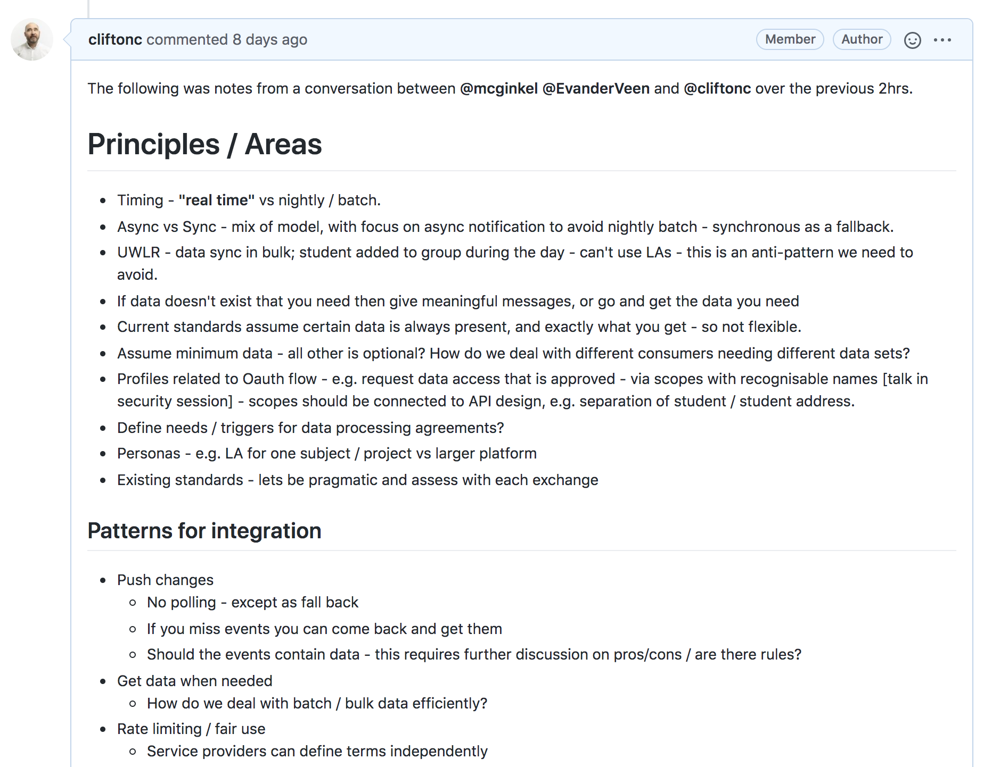 cliftonc commented 8 days ago Member Author
The following was notes from a conversation between @mcginkel @EvanderVeen and @cliftonc over the previous 2hrs.
Principles / Areas
Timing - "real time" vs nightly / batch.
Async vs Sync - mix of model, with focus on async notification to avoid nightly batch - synchronous as a fallback.
UWLR - data sync in bulk; student added to group during the day - can't use LAs - this is an anti-pattern we need to
avoid.
If data doesn't exist that you need then give meaningful messages, or go and get the data you need
Current standards assume certain data is always present, and exactly what you get - so not flexible.
Assume minimum data - all other is optional? How do we deal with different consumers needing different data sets?
Profiles related to Oauth flow - e.g. request data access that is approved - via scopes with recognisable names [talk in
security session] - scopes should be connected to API design, e.g. separation of student / student address.
Define needs / triggers for data processing agreements?
Personas - e.g. LA for one subject / project vs larger platform
Existing standards - lets be pragmatic and assess with each exchange
Patterns for integration
Push changes
No polling - except as fall back
If you miss events you can come back and get them
Should the events contain data - this requires further discussion on pros/cons / are there rules?
Get data when needed
How do we deal with batch / bulk data efficiently?
Rate limiting / fair use
Service providers can define terms independently